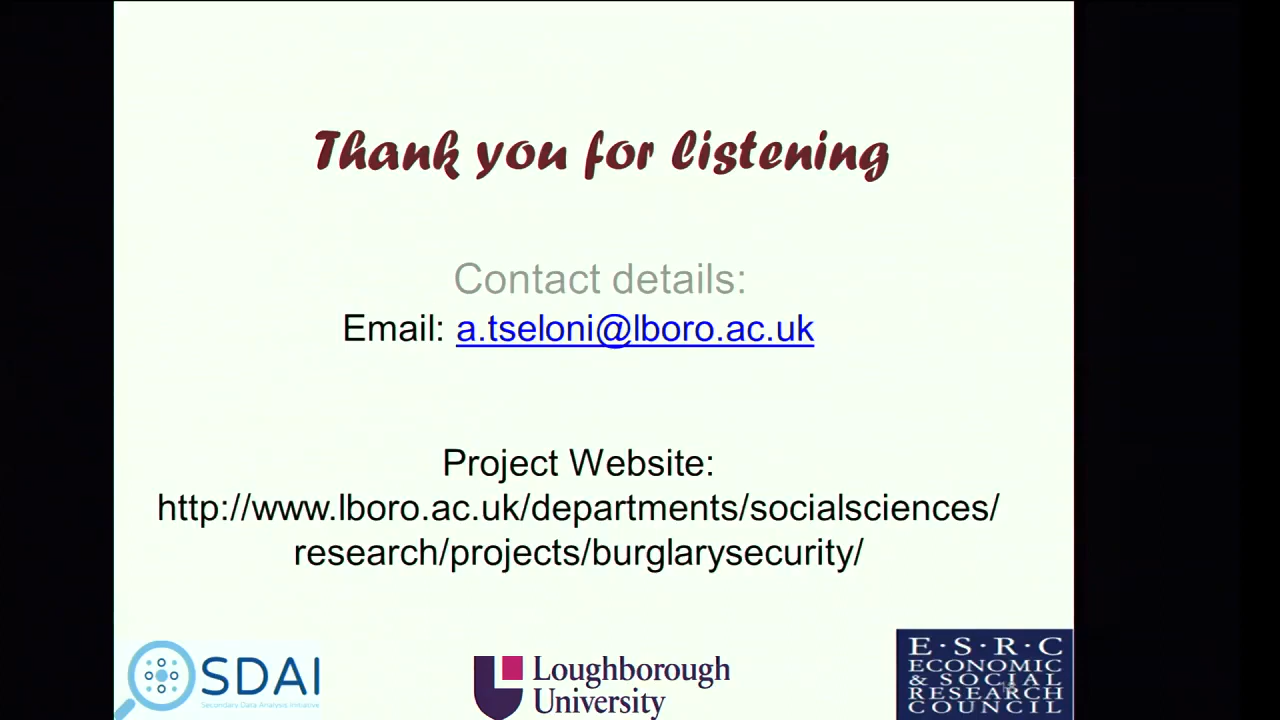 Thank you for listening
Contact details:
Email: a.tseloni@lboro.ac.uk
Project Website:
http://www.lboro.ac.uk/departments/socialsciences/
research/projects/burglarysecurity/
SDAI
Secondary Data Analysis Initiative
Loughborough
University
E·S·R·C
ECONOMIC
& SOCIAL
RESEARCH
COUNCIL